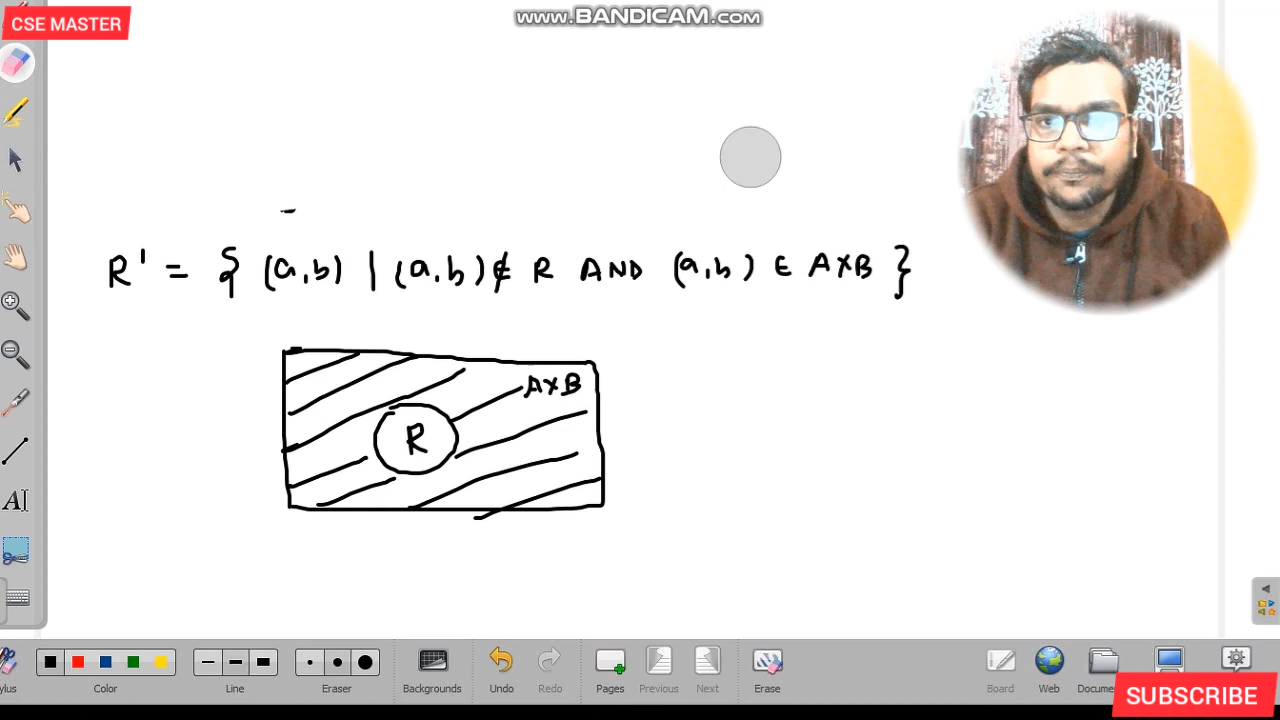 CSE MASTER
www.BANDICAM.com
R' = { (a,b) | (a,b) ∉ R AND (a,b) ∈ A×B }
A×B
R
Color
Line
Eraser
Backgrounds
Undo
Redo
Pages
Previous
Next
Erase
Board
Web
SUBSCRIBE